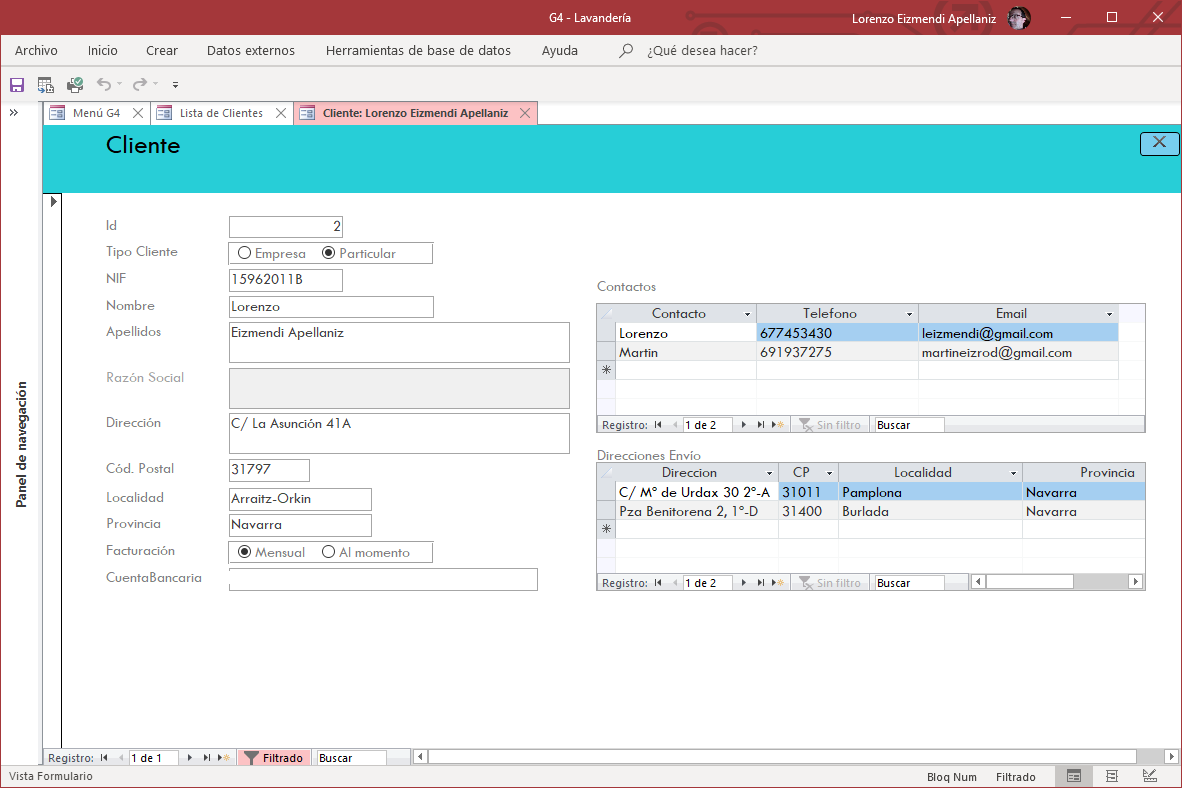 G4 - Lavandería
Lorenzo Eizmendi Apellaniz
Archivo Inicio Crear Datos externos Herramientas de base de datos Ayuda ¿Qué desea hacer?
Menú G4 Lista de Clientes Cliente: Lorenzo Eizmendi Apellaniz
Cliente
Panel de navegación
Id 2
Tipo Cliente Empresa Particular
NIF 15962011B
Nombre Lorenzo
Apellidos Eizmendi Apellaniz
Razón Social
Dirección C/ La Asunción 41A
Cód. Postal 31797
Localidad Arraitz-Orkin
Provincia Navarra
Facturación Mensual Al momento
CuentaBancaria
Contactos
Contacto Telefono Email
Lorenzo 677453430 leizmendi@gmail.com
Martin 691937275 martineizrod@gmail.com
Registro: 1 de 2 Sin filtro Buscar
Direcciones Envío
Direccion CP Localidad Provincia
C/ Mº de Urdax 30 2º-A 31011 Pamplona Navarra
Pza Benitorena 2, 1º-D 31400 Burlada Navarra
Registro: 1 de 2 Sin filtro Buscar
Registro: 1 de 1 Filtrado Buscar
Vista Formulario Bloq Num Filtrado